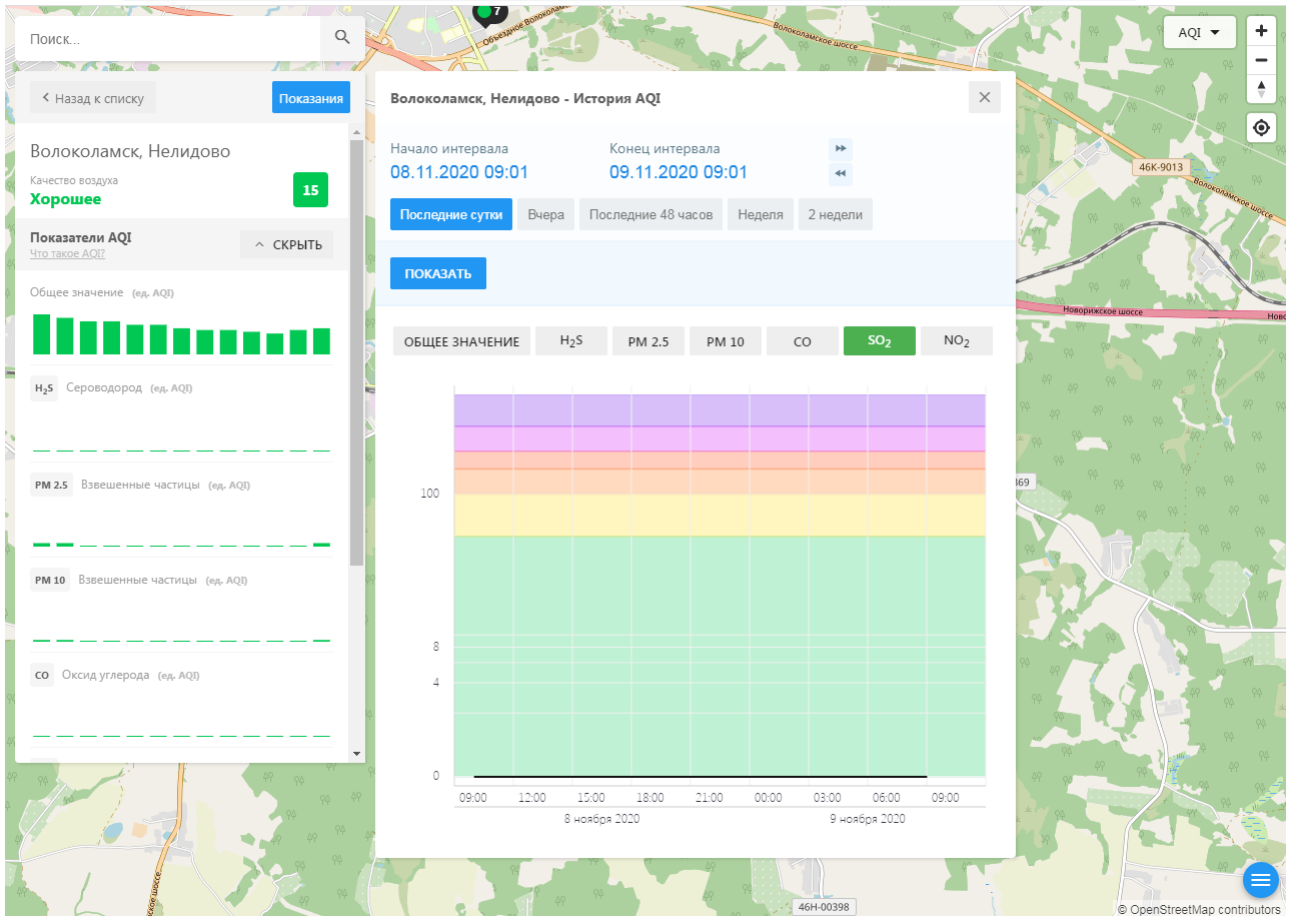 Поиск...
Назад к списку
Показания
Волоколамск, Нелидово
Качество воздуха
Хорошее
15
Показатели AQI
Что такое AQI?
СКРЫТЬ
Общее значение (ед. AQI)
H2S Сероводород (ед. AQI)
PM 2.5 Взвешенные частицы (ед. AQI)
PM 10 Взвешенные частицы (ед. AQI)
CO Оксид углерода (ед. AQI)
7
Объездное Волоко
Волоколамское шоссе
AQI
46К-9013
Волоколамское шоссе
Новорижское шоссе
Ново
369
Волоколамск, Нелидово - История AQI
Начало интервала
08.11.2020 09:01
Конец интервала
09.11.2020 09:01
Последние сутки
Вчера
Последние 48 часов
Неделя
2 недели
ПОКАЗАТЬ
ОБЩЕЕ ЗНАЧЕНИЕ
H2S
PM 2.5
PM 10
CO
SO2
NO2
100
8
4
0
09:00 12:00 15:00 18:00 21:00 00:00 03:00 06:00 09:00
8 ноября 2020 9 ноября 2020
46Н-00398
© OpenStreetMap contributors